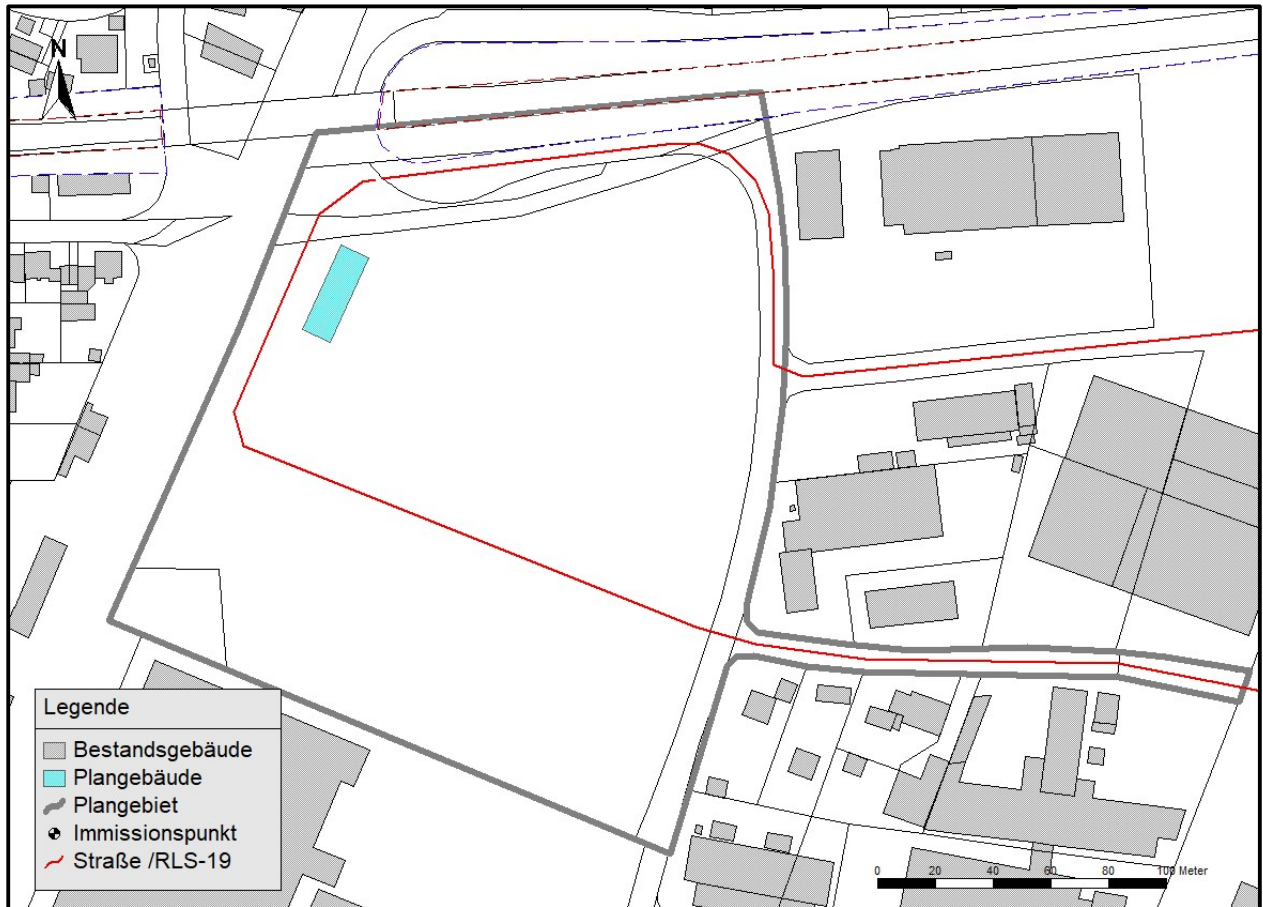 N
Legende
Bestandsgebäude
Plangebäude
Plangebiet
Immissionspunkt
Straße /RLS-19
0 20 40 60 80 100 Meter